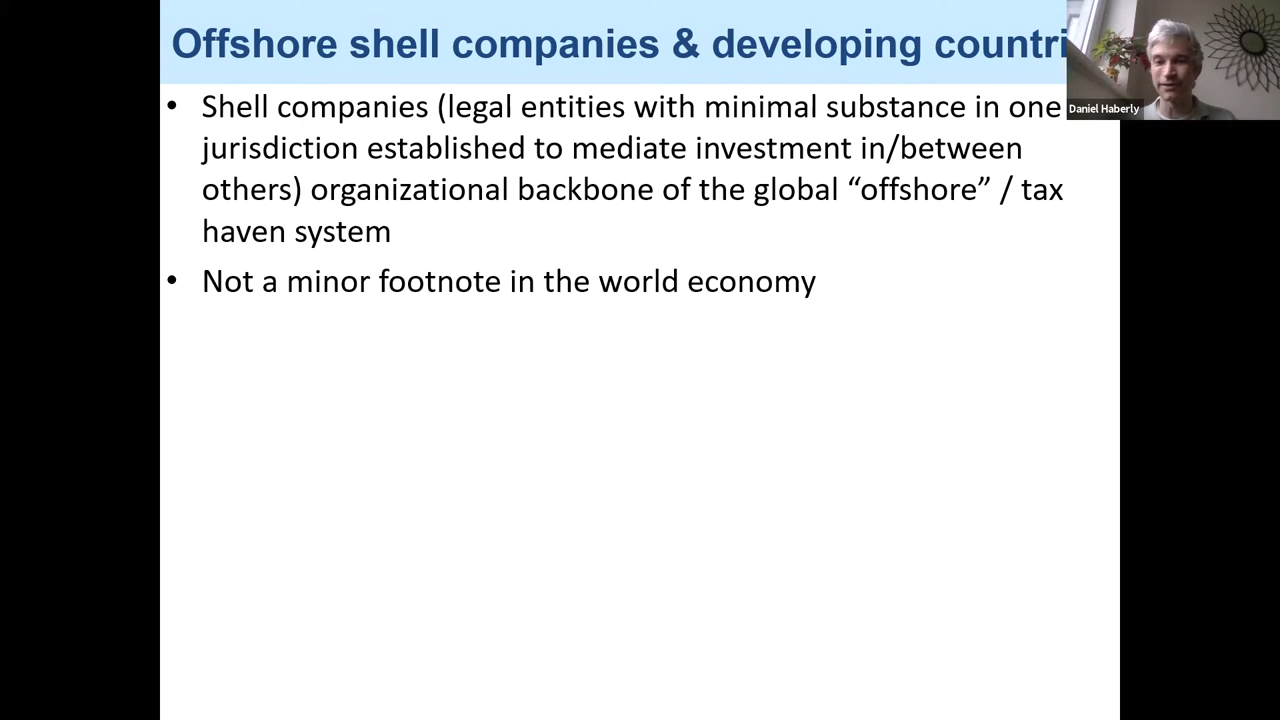 Offshore shell companies & developing countri
Daniel Haberly
• Shell companies (legal entities with minimal substance in one
jurisdiction established to mediate investment in/between
others) organizational backbone of the global “offshore” / tax
haven system
• Not a minor footnote in the world economy